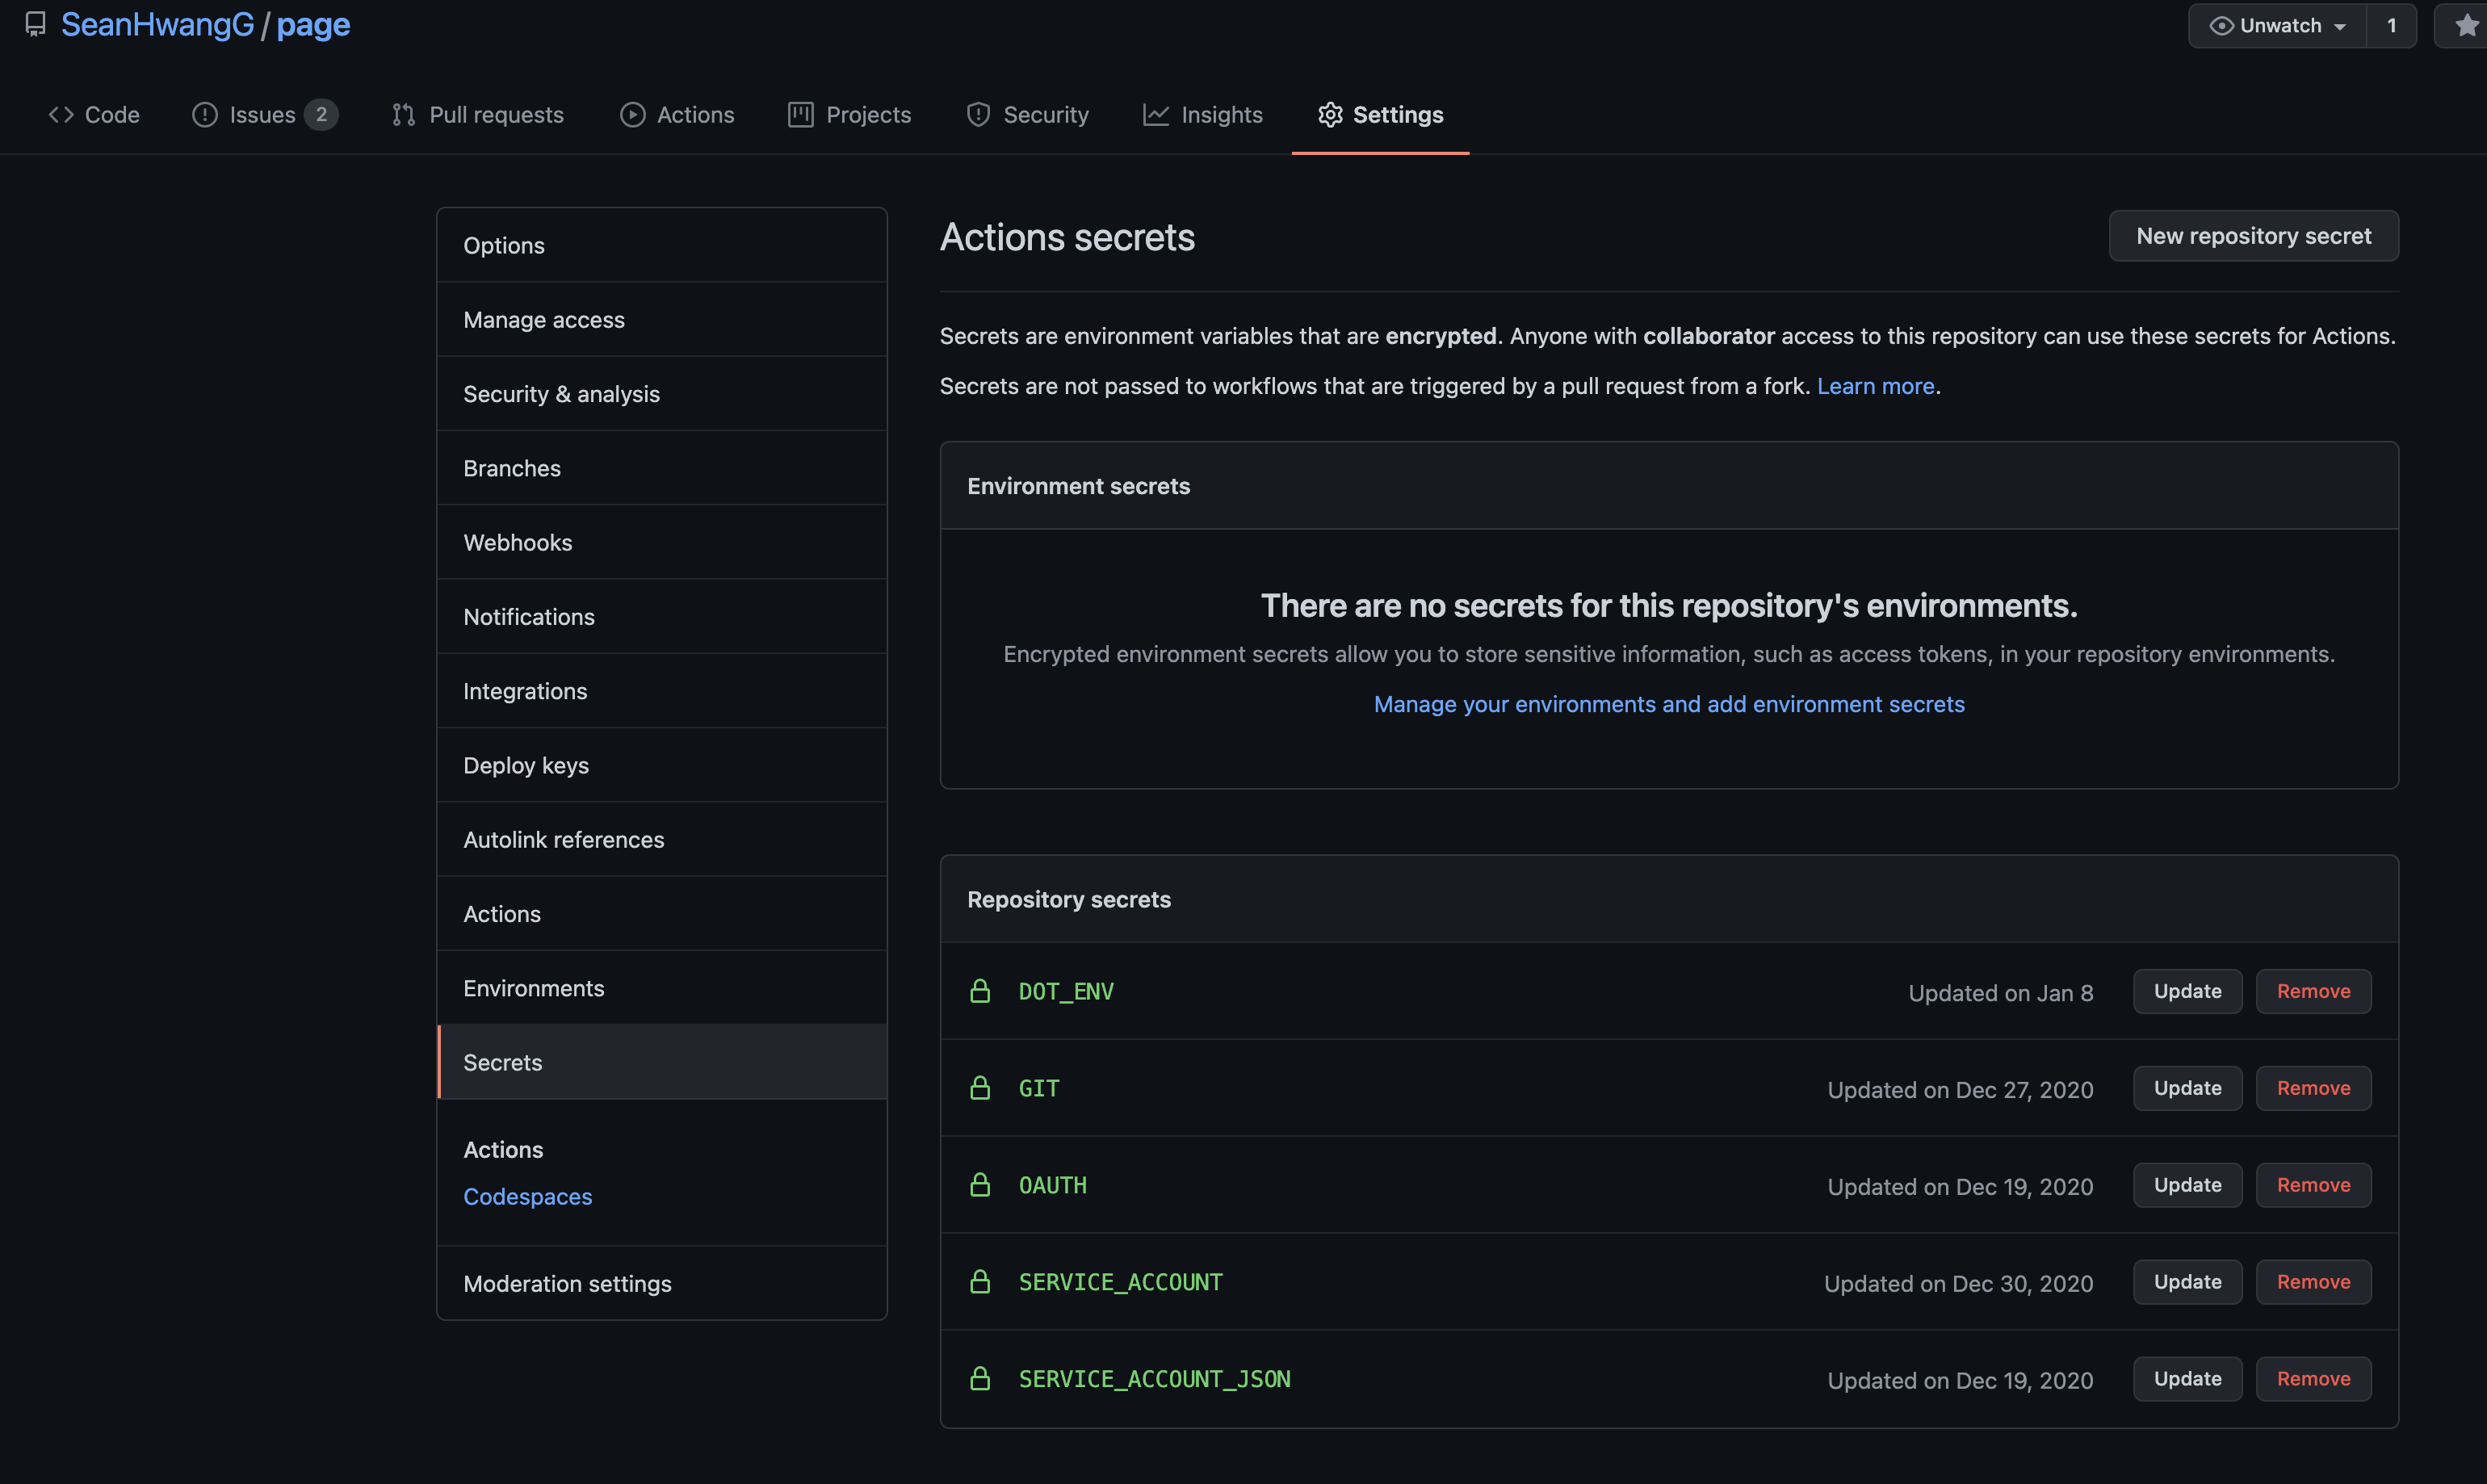 SeanHwangG / page
Unwatch 1
Code Issues 2 Pull requests Actions Projects Security Insights Settings
Options
Manage access
Security & analysis
Branches
Webhooks
Notifications
Integrations
Deploy keys
Autolink references
Actions
Environments
Secrets
Actions
Codespaces
Moderation settings
Actions secrets
New repository secret
Secrets are environment variables that are encrypted. Anyone with collaborator access to this repository can use these secrets for Actions.
Secrets are not passed to workflows that are triggered by a pull request from a fork. Learn more.
Environment secrets
There are no secrets for this repository's environments.
Encrypted environment secrets allow you to store sensitive information, such as access tokens, in your repository environments.
Manage your environments and add environment secrets
Repository secrets
DOT_ENV Updated on Jan 8 Update Remove
GIT Updated on Dec 27, 2020 Update Remove
OAUTH Updated on Dec 19, 2020 Update Remove
SERVICE_ACCOUNT Updated on Dec 30, 2020 Update Remove
SERVICE_ACCOUNT_JSON Updated on Dec 19, 2020 Update Remove